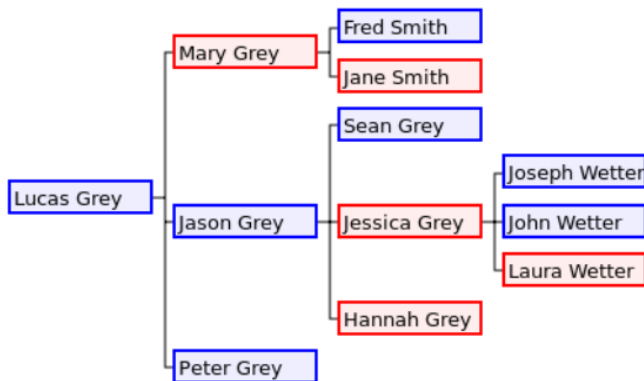 Fred Smith
Mary Grey
Jane Smith
Sean Grey
Joseph Wetter
Lucas Grey
Jason Grey
Jessica Grey
John Wetter
Laura Wetter
Hannah Grey
Peter Grey